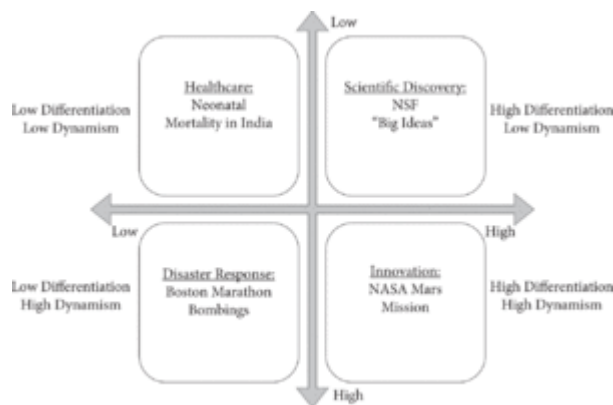 Low
Healthcare:
Neonatal
Mortality in India
Scientific Discovery:
NSF
"Big Ideas"
Low Differentiation
Low Dynamism
High Differentiation
Low Dynamism
Low
High
Disaster Response:
Boston Marathon
Bombings
Innovation:
NASA Mars
Mission
Low Differentiation
High Dynamism
High Differentiation
High Dynamism
High